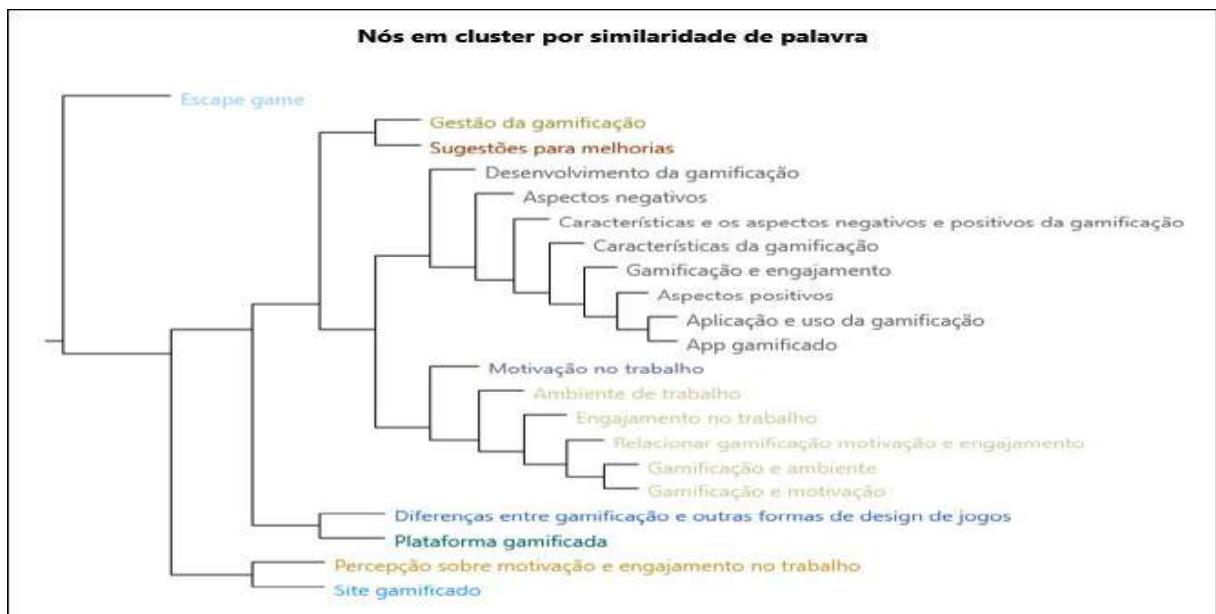 Nós em cluster por similaridade de palavra
Escape game
Gestão da gamificação
Sugestões para melhorias
Desenvolvimento da gamificação
Aspectos negativos
Características e os aspectos negativos e positivos da gamificação
Características da gamificação
Gamificação e engajamento
Aspectos positivos
Aplicação e uso da gamificação
App gamificado
Motivação no trabalho
Ambiente de trabalho
Engajamento no trabalho
Relacionar gamificação motivação e engajamento
Gamificação e ambiente
Gamificação e motivação
Diferenças entre gamificação e outras formas de design de jogos
Plataforma gamificada
Percepção sobre motivação e engajamento no trabalho
Site gamificado